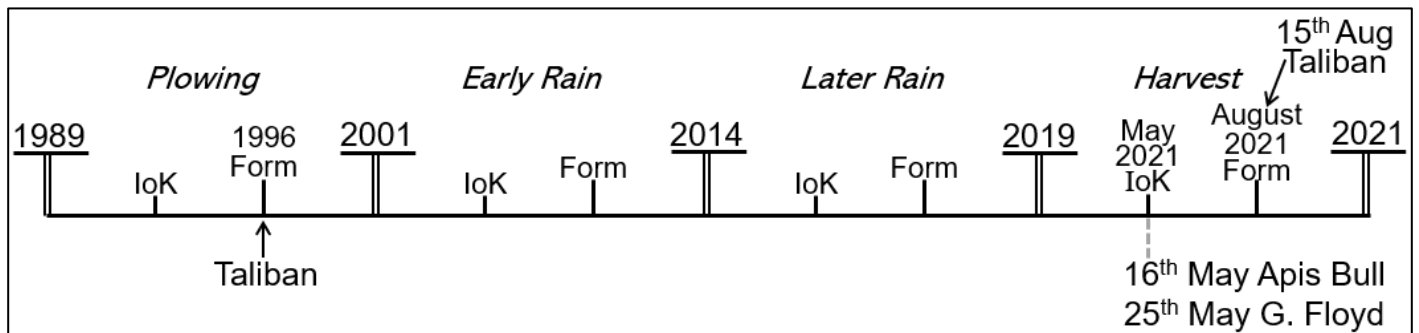 15th Aug
Taliban
Plowing
Early Rain
Later Rain
Harvest
1989
1996
Form
IoK
2001
IoK
Form
2014
IoK
Form
2019
May
2021
IoK
August
2021
Form
2021
Taliban
16th May Apis Bull
25th May G. Floyd